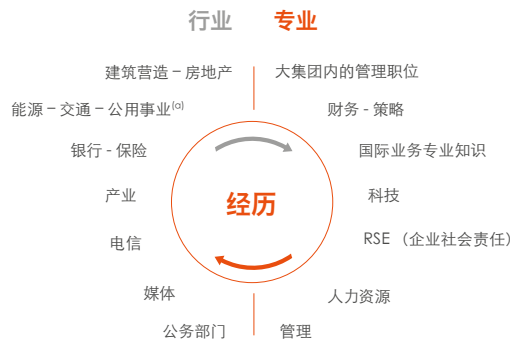 行业 专业
建筑营造 – 房地产
能源 – 交通 – 公用事业(a)
银行 - 保险
产业
电信
媒体
公务部门
经历
大集团内的管理职位
财务 - 策略
国际业务专业知识
科技
RSE （企业社会责任）
人力资源
管理